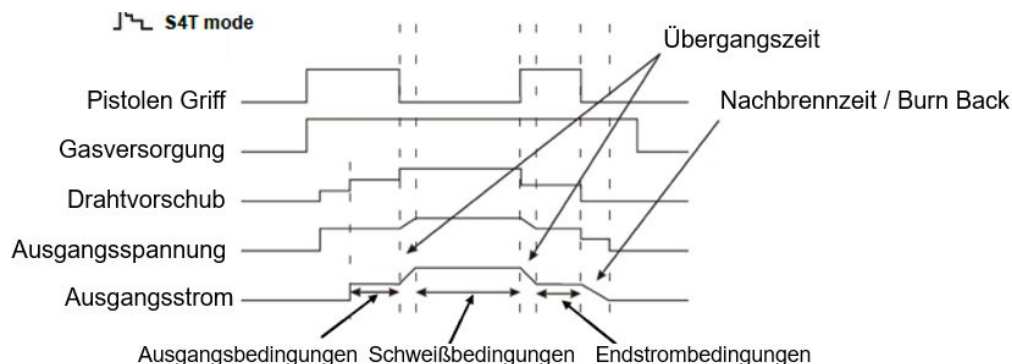 S4T mode
Übergangszeit
Pistolen Griff
Nachbrennzeit / Burn Back
Gasversorgung
Drahtvorschub
Ausgangsspannung
Ausgangsstrom
Ausgangsbedingungen Schweißbedingungen Endstrombedingungen